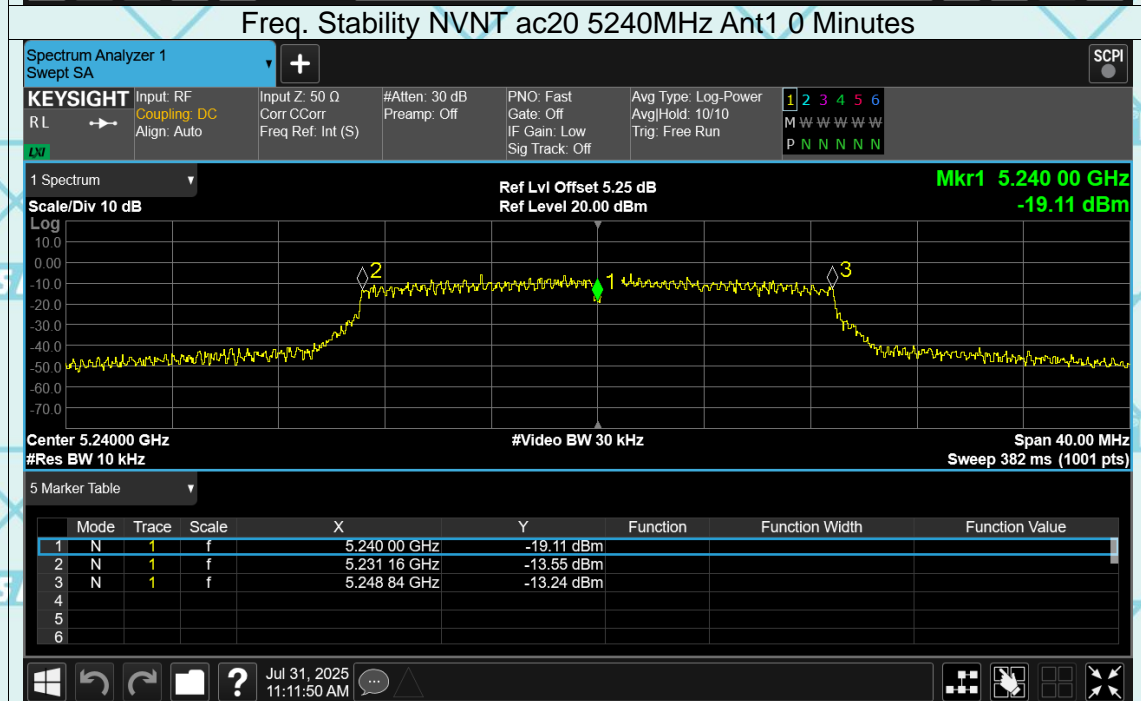 Freq. Stability NVNT ac20 5240MHz Ant1 0 Minutes
Spectrum Analyzer 1
Swept SA
+
SCPI
KEYSIGHT
RL
LXI
Input: RF
Coupling: DC
Align: Auto
Input Z: 50 Ω
Corr CCorr
Freq Ref: Int (S)
#Atten: 30 dB
Preamp: Off
PNO: Fast
Gate: Off
IF Gain: Low
Sig Track: Off
Avg Type: Log-Power
Avg|Hold: 10/10
Trig: Free Run
1 2 3 4 5 6
M W W W W W
P N N N N N
1 Spectrum
Scale/Div 10 dB
Ref Lvl Offset 5.25 dB
Ref Level 20.00 dBm
Mkr1 5.240 00 GHz
-19.11 dBm
Log
10.0
0.00
-10.0
-20.0
-30.0
-40.0
-50.0
-60.0
-70.0
2
1
3
Center 5.24000 GHz
#Res BW 10 kHz
#Video BW 30 kHz
Span 40.00 MHz
Sweep 382 ms (1001 pts)
5 Marker Table
Mode Trace Scale X Y Function Function Width Function Value
1 N 1 f 5.240 00 GHz -19.11 dBm
2 N 1 f 5.231 16 GHz -13.55 dBm
3 N 1 f 5.248 84 GHz -13.24 dBm
4
5
6
?
Jul 31, 2025
11:11:50 AM